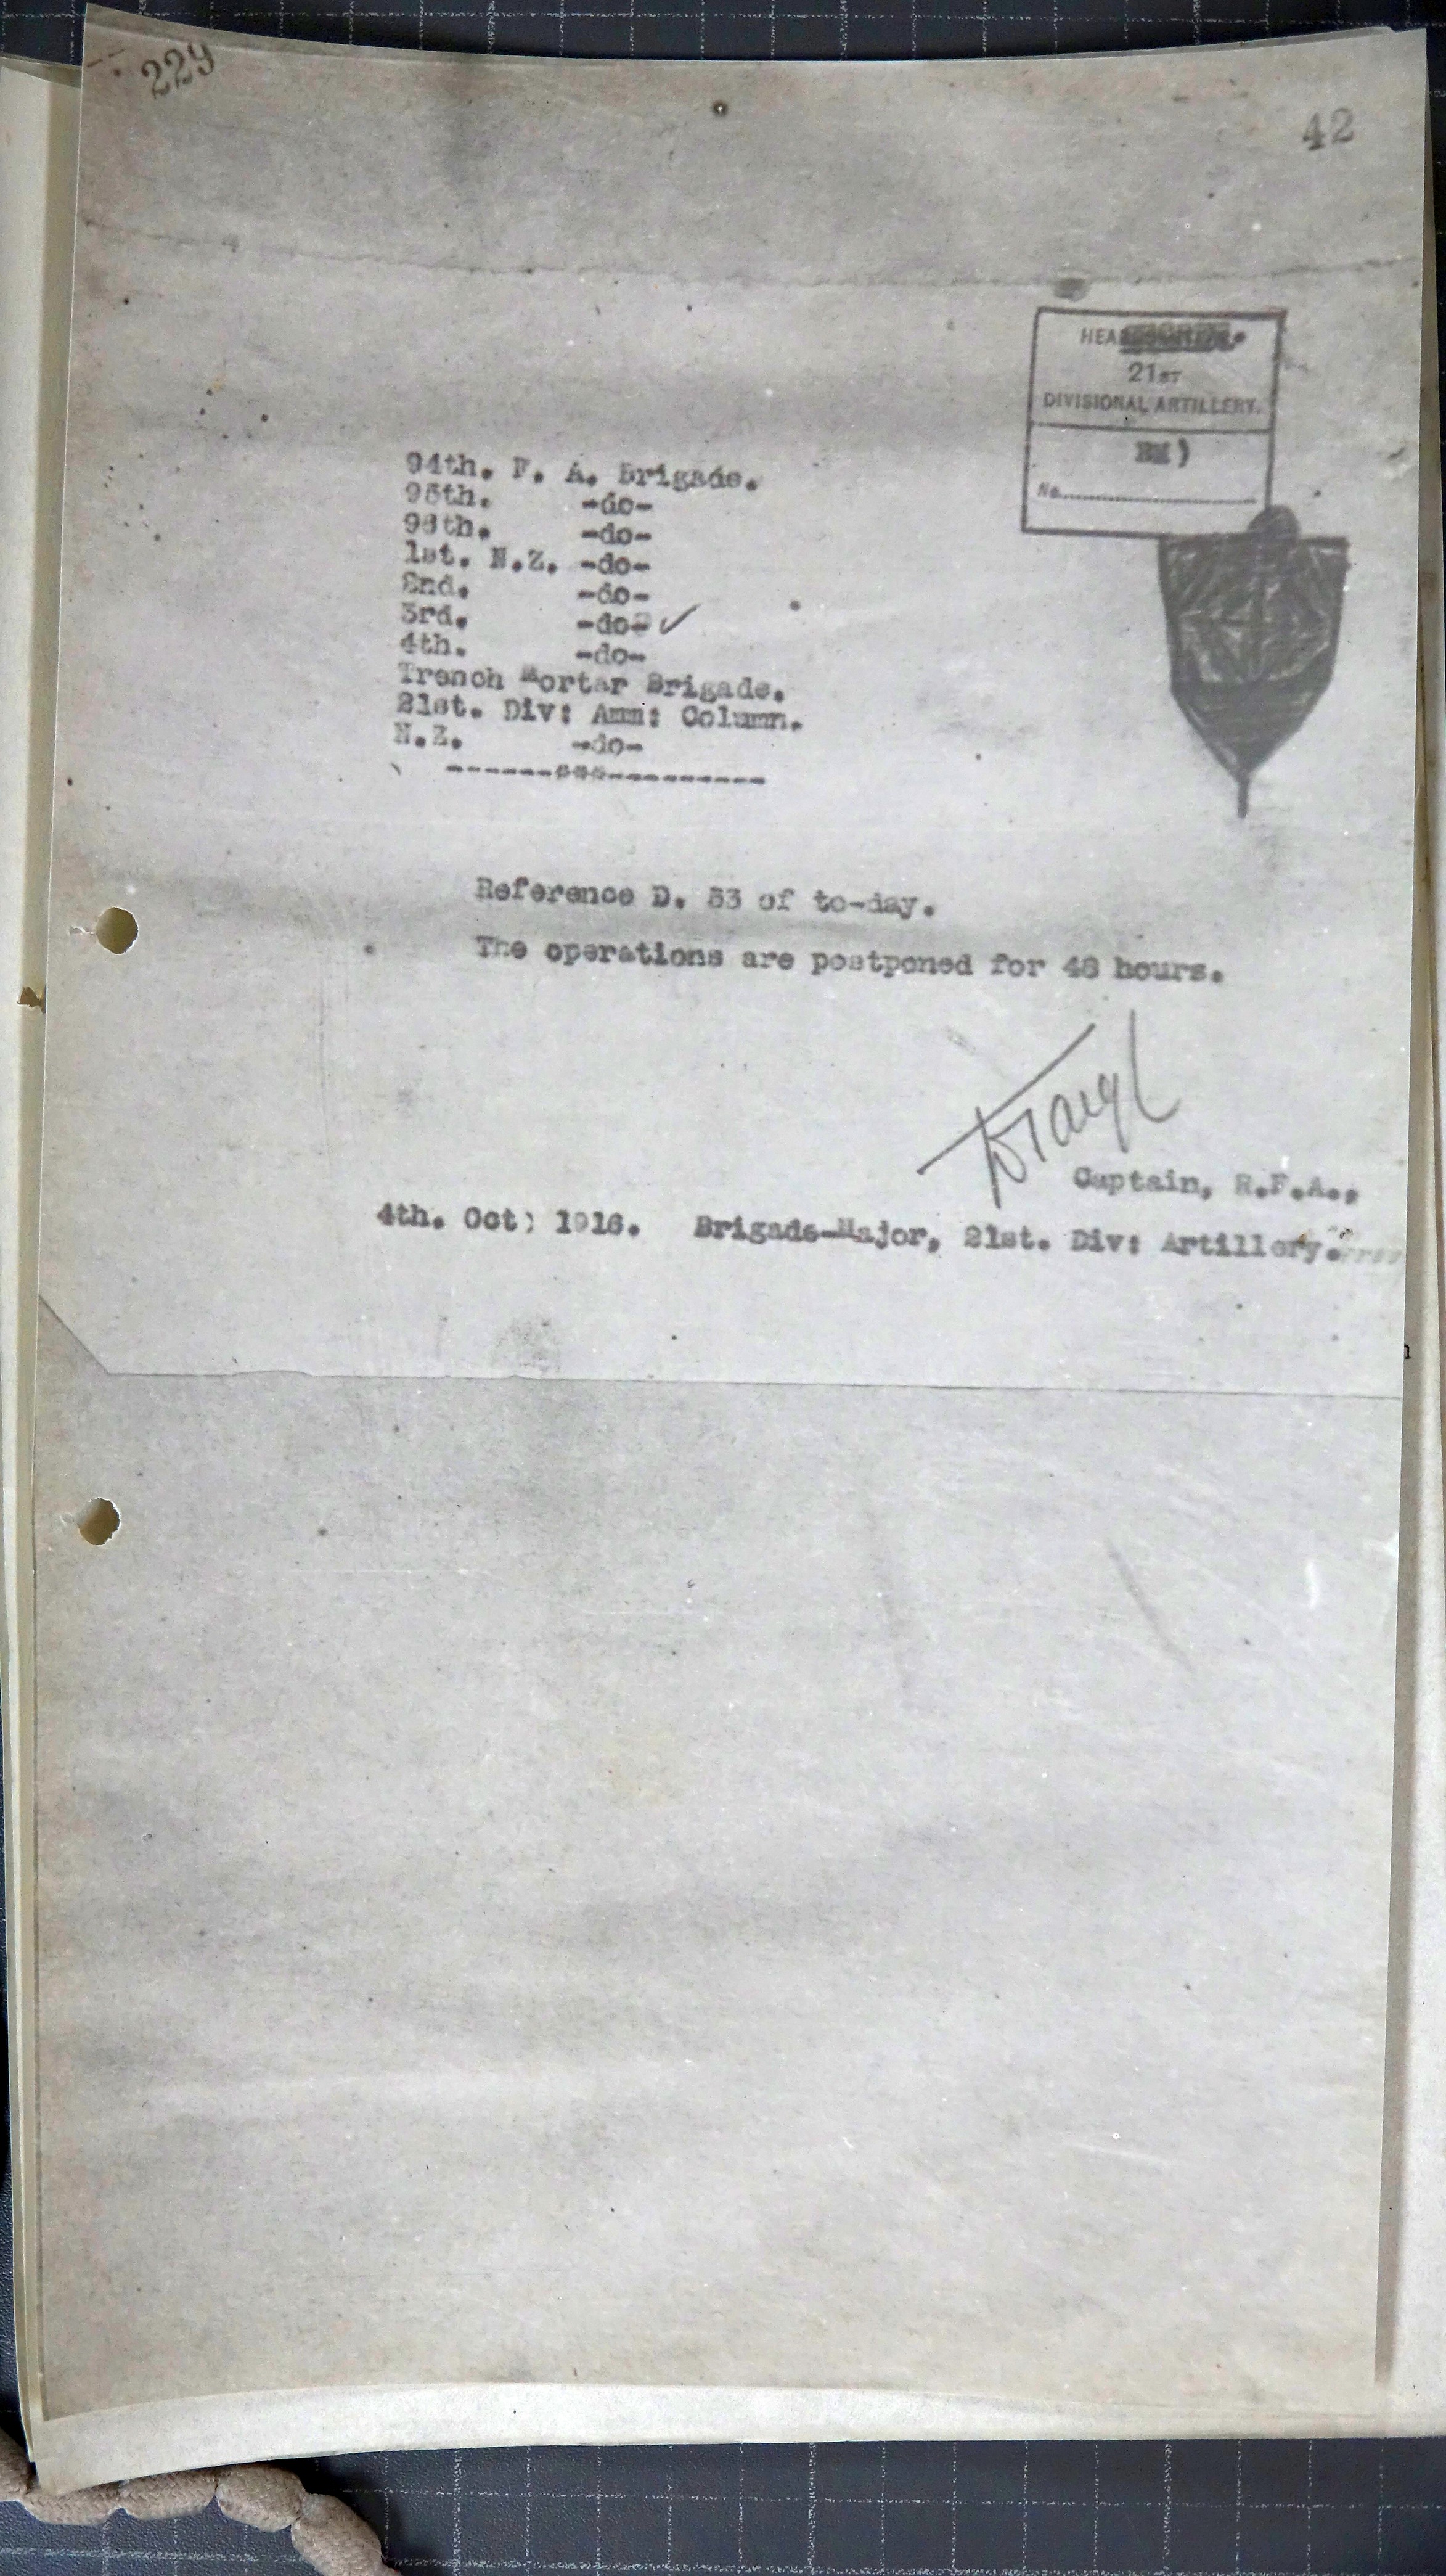 229
42
HEA
21ST
DIVISIONAL ARTILLERY.
BM)
No
94th. F. A. Brigade.
95th. -do-
96th. -do-
1st. N.Z. -do-
2nd. -do-
3rd. -do- ✓
4th. -do-
Trench Mortar Brigade.
21st. Div: Amm: Column.
N.Z. -do-
Reference D. 53 of to-day.
The operations are postponed for 48 hours.
Captain, R.F.A.,
4th. Oct: 1916. Brigade-Major, 21st. Div: Artillery.